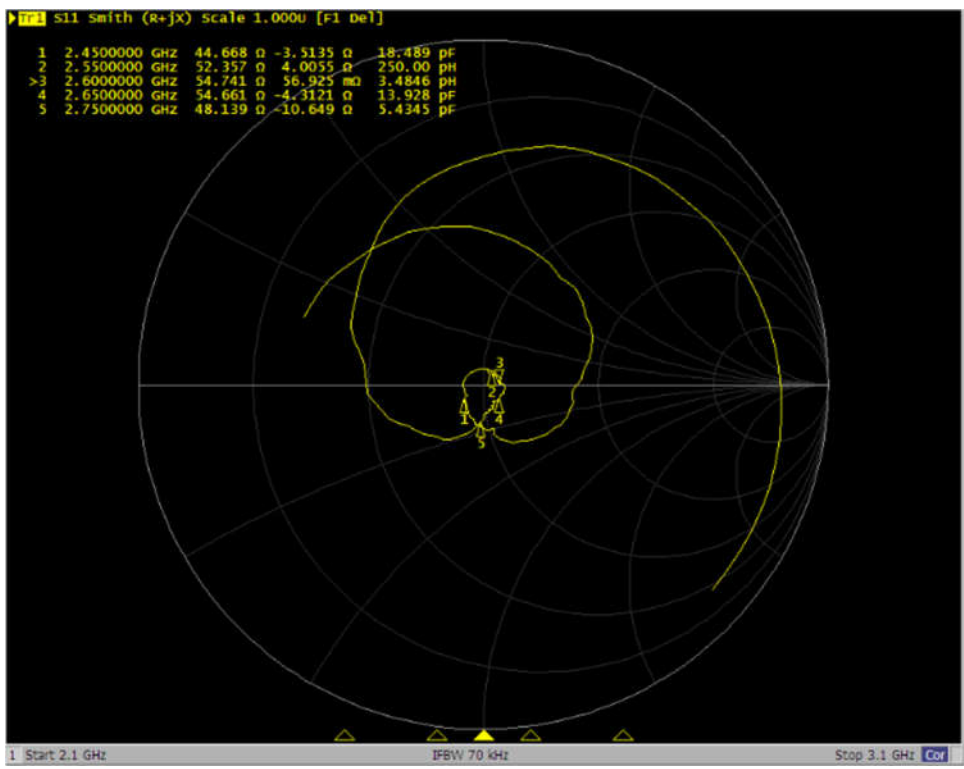 Tr1 S11 Smith (R+jX) Scale 1.000U [F1 Del]
1 2.4500000 GHz 44.668 Ω -3.5135 Ω 18.489 pF
2 2.5500000 GHz 52.357 Ω 4.0055 Ω 250.00 pH
>3 2.6000000 GHz 54.741 Ω 56.925 mΩ 3.4846 pH
4 2.6500000 GHz 54.661 Ω -4.3121 Ω 13.928 pF
5 2.7500000 GHz 48.139 Ω -10.649 Ω 5.4345 pF
3
2
1
4
5
1 Start 2.1 GHz IFBW 70 kHz Stop 3.1 GHz Cor